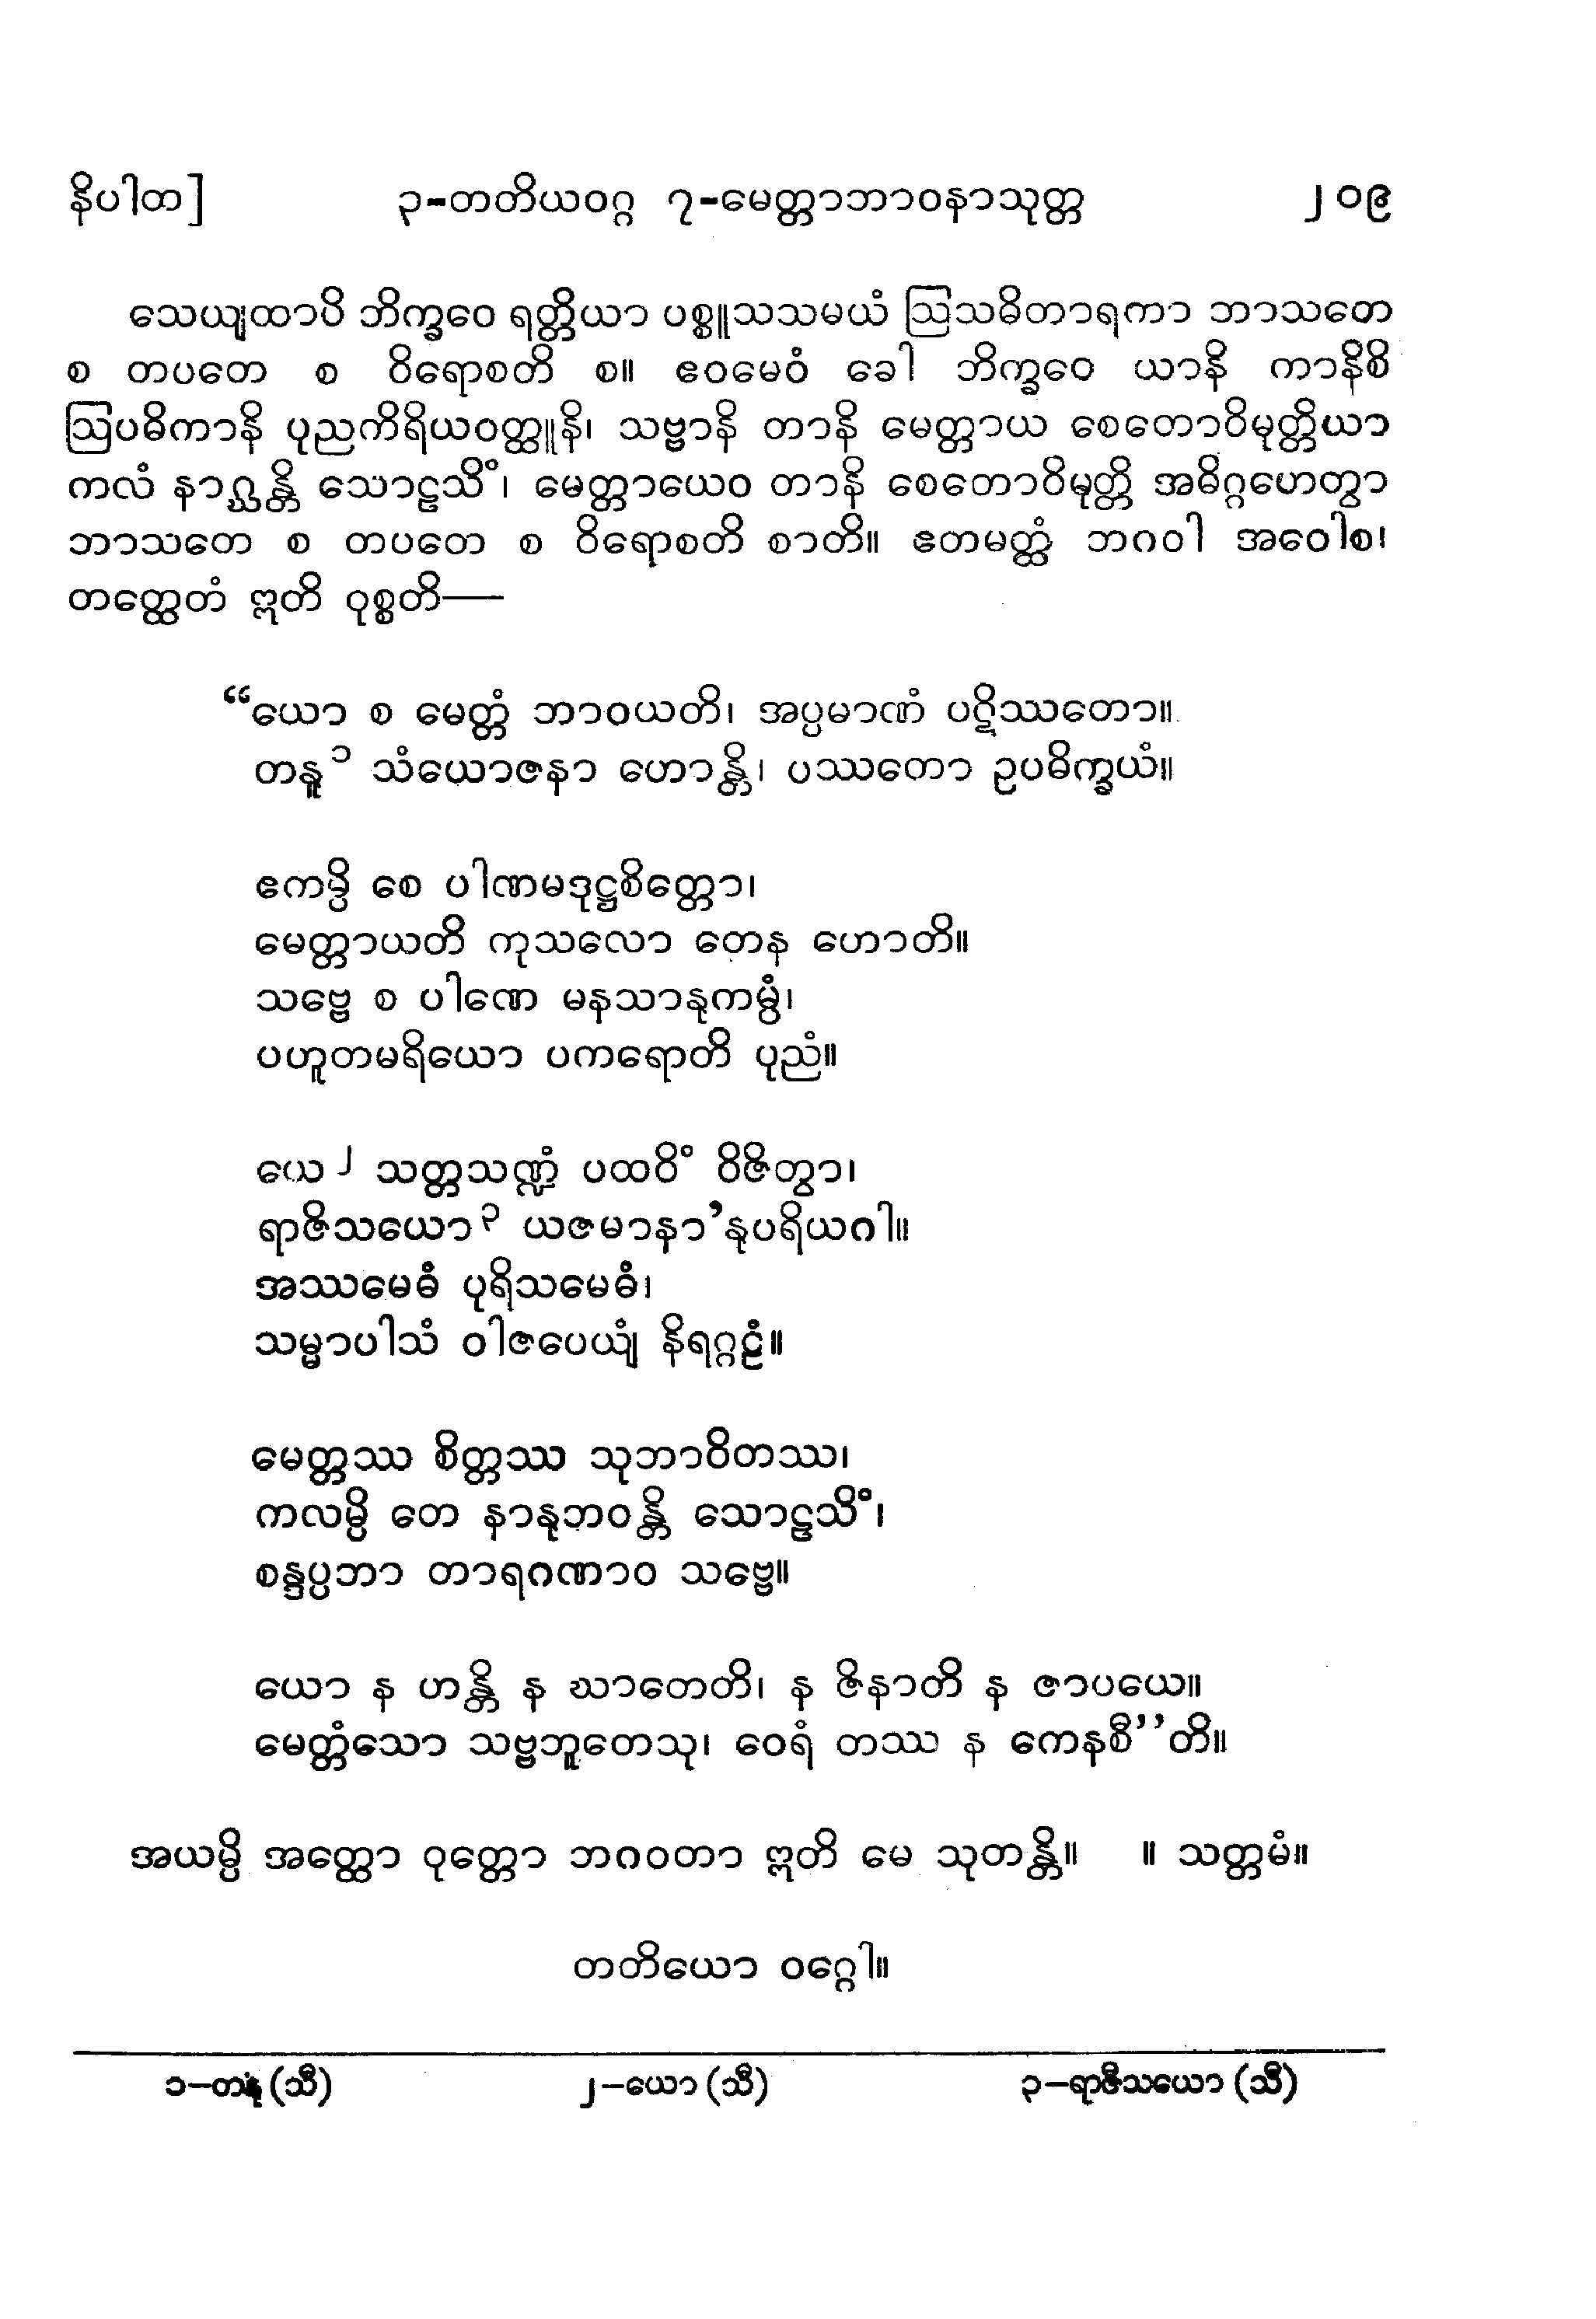 နိပါတ]	၃-တတိယဝဂ္ဂ ၇-မေတ္တာဘာဝနာသုတ္တ	၂၀၉
သေယျထာပိ ဘိက္ခဝေ ရတ္တိယာ ပစ္စူသသမယံ ဩသဓိတာရကာ ဘာသတေ
စ တပတေ စ ဝိရောစတိ စ။ ဧဝမေဝံ ခေါ ဘိက္ခဝေ ယာနိ ကာနိစိ
ဩပဓိကာနိ ပုညကိရိယဝတ္ထူနိ၊ သဗ္ဗာနိ တာနိ မေတ္တာယ စေတောဝိမုတ္တိယာ
ကလံ နာဂ္ဃန္တိ သောဠသိံ၊ မေတ္တာယေဝ တာနိ စေတောဝိမုတ္တိ အဓိဂ္ဂဟေတွာ
ဘာသတေ စ တပတေ စ ဝိရောစတိ စာတိ။ ဧတမတ္ထံ ဘဂဝါ အဝေါစ၊
တတ္ထေတံ ဣတိ ဝုစ္စတိ—
“ယော စ မေတ္တံ ဘာဝယတိ၊ အပ္ပမာဏံ ပဋိဿတော။
တနူ၁ သံယောဇနာ ဟောန္တိ၊ ပဿတော ဥပဓိက္ခယံ။
ဧကမ္ပိ စေ ပါဏမဒုဋ္ဌစိတ္တော၊
မေတ္တာယတိ ကုသလော တေန ဟောတိ။
သဗ္ဗေ စ ပါဏေ မနသာနုကမ္ပံ၊
ပဟူတမရိယော ပကရောတိ ပုညံ။
ယေ၂ သတ္တသဏ္ဍံ ပထဝိံ ဝိဇိတွာ၊
ရာဇိသယော၃ ယဇမာနာ’နုပရိယဂါ။
အဿမေဓံ ပုရိသမေဓံ၊
သမ္မာပါသံ ဝါဇပေယျံ နိရဂ္ဂဠံ။
မေတ္တဿ စိတ္တဿ သုဘာဝိတဿ၊
ကလမ္ပိ တေ နာနုဘဝန္တိ သောဠသိံ၊
စန္ဒပ္ပဘာ တာရဂဏာဝ သဗ္ဗေ။
ယော န ဟန္တိ န ဃာတေတိ၊ န ဇိနာတိ န ဇာပယေ။
မေတ္တံသော သဗ္ဗဘူတေသု၊ ဝေရံ တဿ န ကေနစီ’’တိ။
အယမ္ပိ အတ္ထော ဝုတ္တော ဘဂဝတာ ဣတိ မေ သုတန္တိ။ ။ သတ္တမံ။
တတိယော ဝဂ္ဂေါ။
၁—တနုံ (သီ)	၂—ယော (သီ)	၃—ရာဇီသယော (သီ)